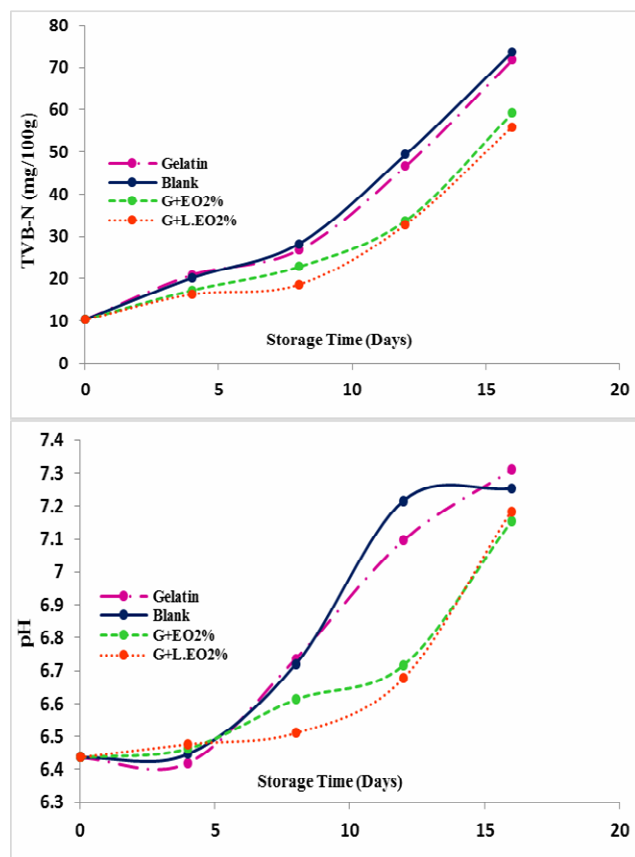 TVB-N (mg/100g)
80
70
60
50
40
30
20
10
0
Gelatin
Blank
G+EO2%
G+L.EO2%
Storage Time (Days)
0 5 10 15 20
pH
7.4
7.3
7.2
7.1
7
6.9
6.8
6.7
6.6
6.5
6.4
6.3
Gelatin
Blank
G+EO2%
G+L.EO2%
Storage Time (Days)
0 5 10 15 20